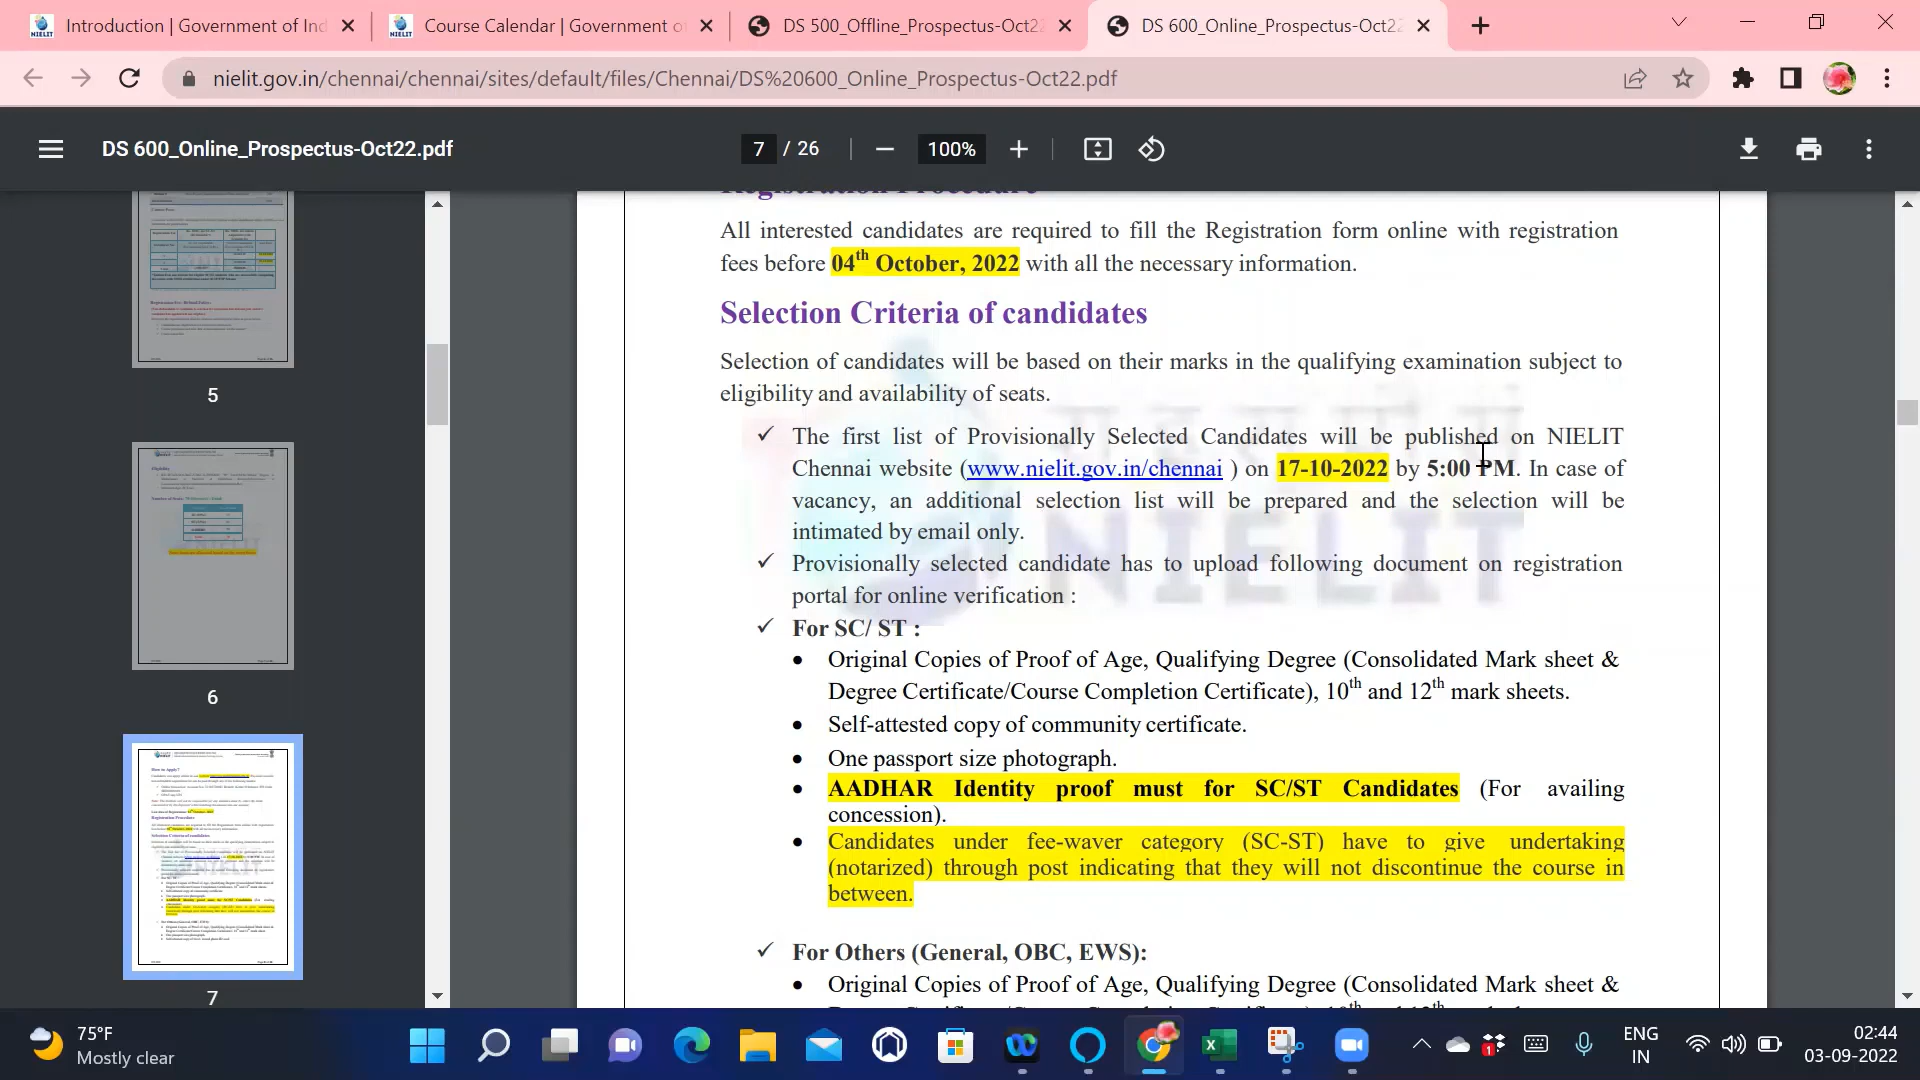 Introduction | Government of Ind
Course Calendar | Government of
DS 500_Offline_Prospectus-Oct22
DS 600_Online_Prospectus-Oct22
nielit.gov.in/chennai/chennai/sites/default/files/Chennai/DS%20600_Online_Prospectus-Oct22.pdf
DS 600_Online_Prospectus-Oct22.pdf
7 / 26
100%
5
6
7
Registration Procedure
All interested candidates are required to fill the Registration form online with registration
fees before 04th October, 2022 with all the necessary information.
Selection Criteria of candidates
Selection of candidates will be based on their marks in the qualifying examination subject to
eligibility and availability of seats.
✓ The first list of Provisionally Selected Candidates will be published on NIELIT
Chennai website (www.nielit.gov.in/chennai ) on 17-10-2022 by 5:00 PM. In case of
vacancy, an additional selection list will be prepared and the selection will be
intimated by email only.
✓ Provisionally selected candidate has to upload following document on registration
portal for online verification :
✓ For SC/ ST :
• Original Copies of Proof of Age, Qualifying Degree (Consolidated Mark sheet &
Degree Certificate/Course Completion Certificate), 10th and 12th mark sheets.
• Self-attested copy of community certificate.
• One passport size photograph.
• AADHAR Identity proof must for SC/ST Candidates (For availing
concession).
• Candidates under fee-waver category (SC-ST) have to give undertaking
(notarized) through post indicating that they will not discontinue the course in
between.
✓ For Others (General, OBC, EWS):
• Original Copies of Proof of Age, Qualifying Degree (Consolidated Mark sheet &
NIELIT
75°F
Mostly clear
1
ENG
IN
02:44
03-09-2022